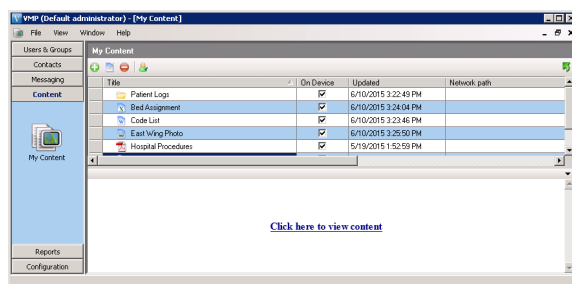 VMP (Default administrator) - [My Content]
File View Window Help
Users & Groups
Contacts
Messaging
Content
My Content
Reports
Configuration
My Content
Title On Device Updated Network path
Patient Logs 6/10/2015 3:22:49 PM
Bed Assignment 6/10/2015 3:24:04 PM
Code List 6/10/2015 3:23:46 PM
East Wing Photo 6/10/2015 3:25:50 PM
Hospital Procedures 5/19/2015 1:52:59 PM
Click here to view content